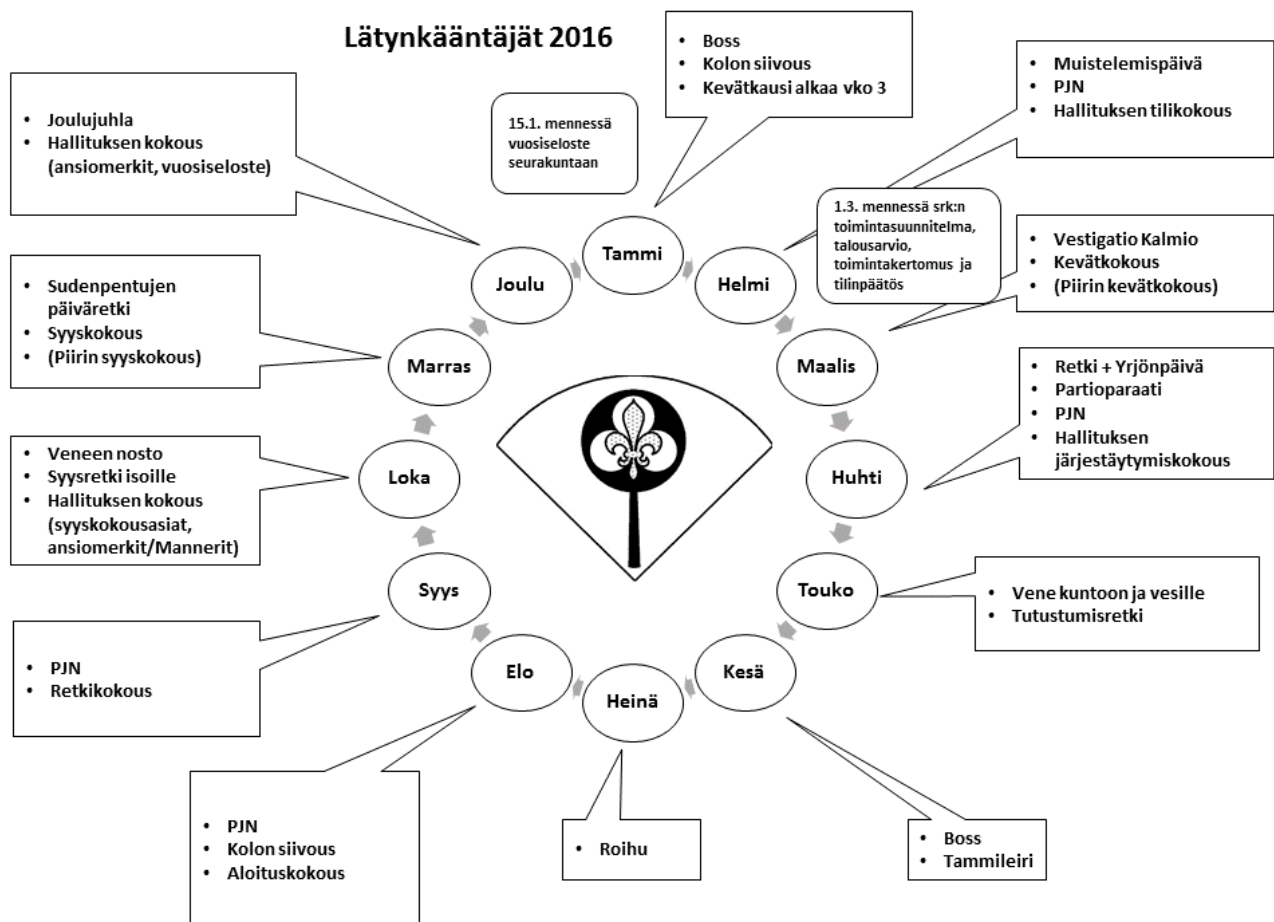 Lätynkääntäjät 2016
• Boss
• Kolon siivous
• Kevätkausi alkaa vko 3
• Muistelemispäivä
• PJN
• Hallituksen tilikokous
• Joulujuhla
• Hallituksen kokous
(ansiomerkit, vuosiseloste)
15.1. mennessä
vuosiseloste
seurakuntaan
1.3. mennessä srk:n
toimintasuunnitelma,
talousarvio,
toimintakertomus ja
tilinpäätös
• Vestigatio Kalmio
• Kevätkokous
• (Piirin kevätkokous)
Tammi
Joulu
Helmi
• Sudenpentujen
päiväretki
• Syyskokous
• (Piirin syyskokous)
Marras
Maalis
• Retki + Yrjönpäivä
• Partioparaati
• PJN
• Hallituksen
järjestäytymiskokous
• Veneen nosto
• Syysretki isoille
• Hallituksen kokous
(syyskokousasiat,
ansiomerkit/Mannerit)
Loka
Huhti
Syys
Touko
• Vene kuntoon ja vesille
• Tutustumisretki
• PJN
• Retkikokous
Elo
Heinä
Kesä
• PJN
• Kolon siivous
• Aloituskokous
• Roihu
• Boss
• Tammileiri